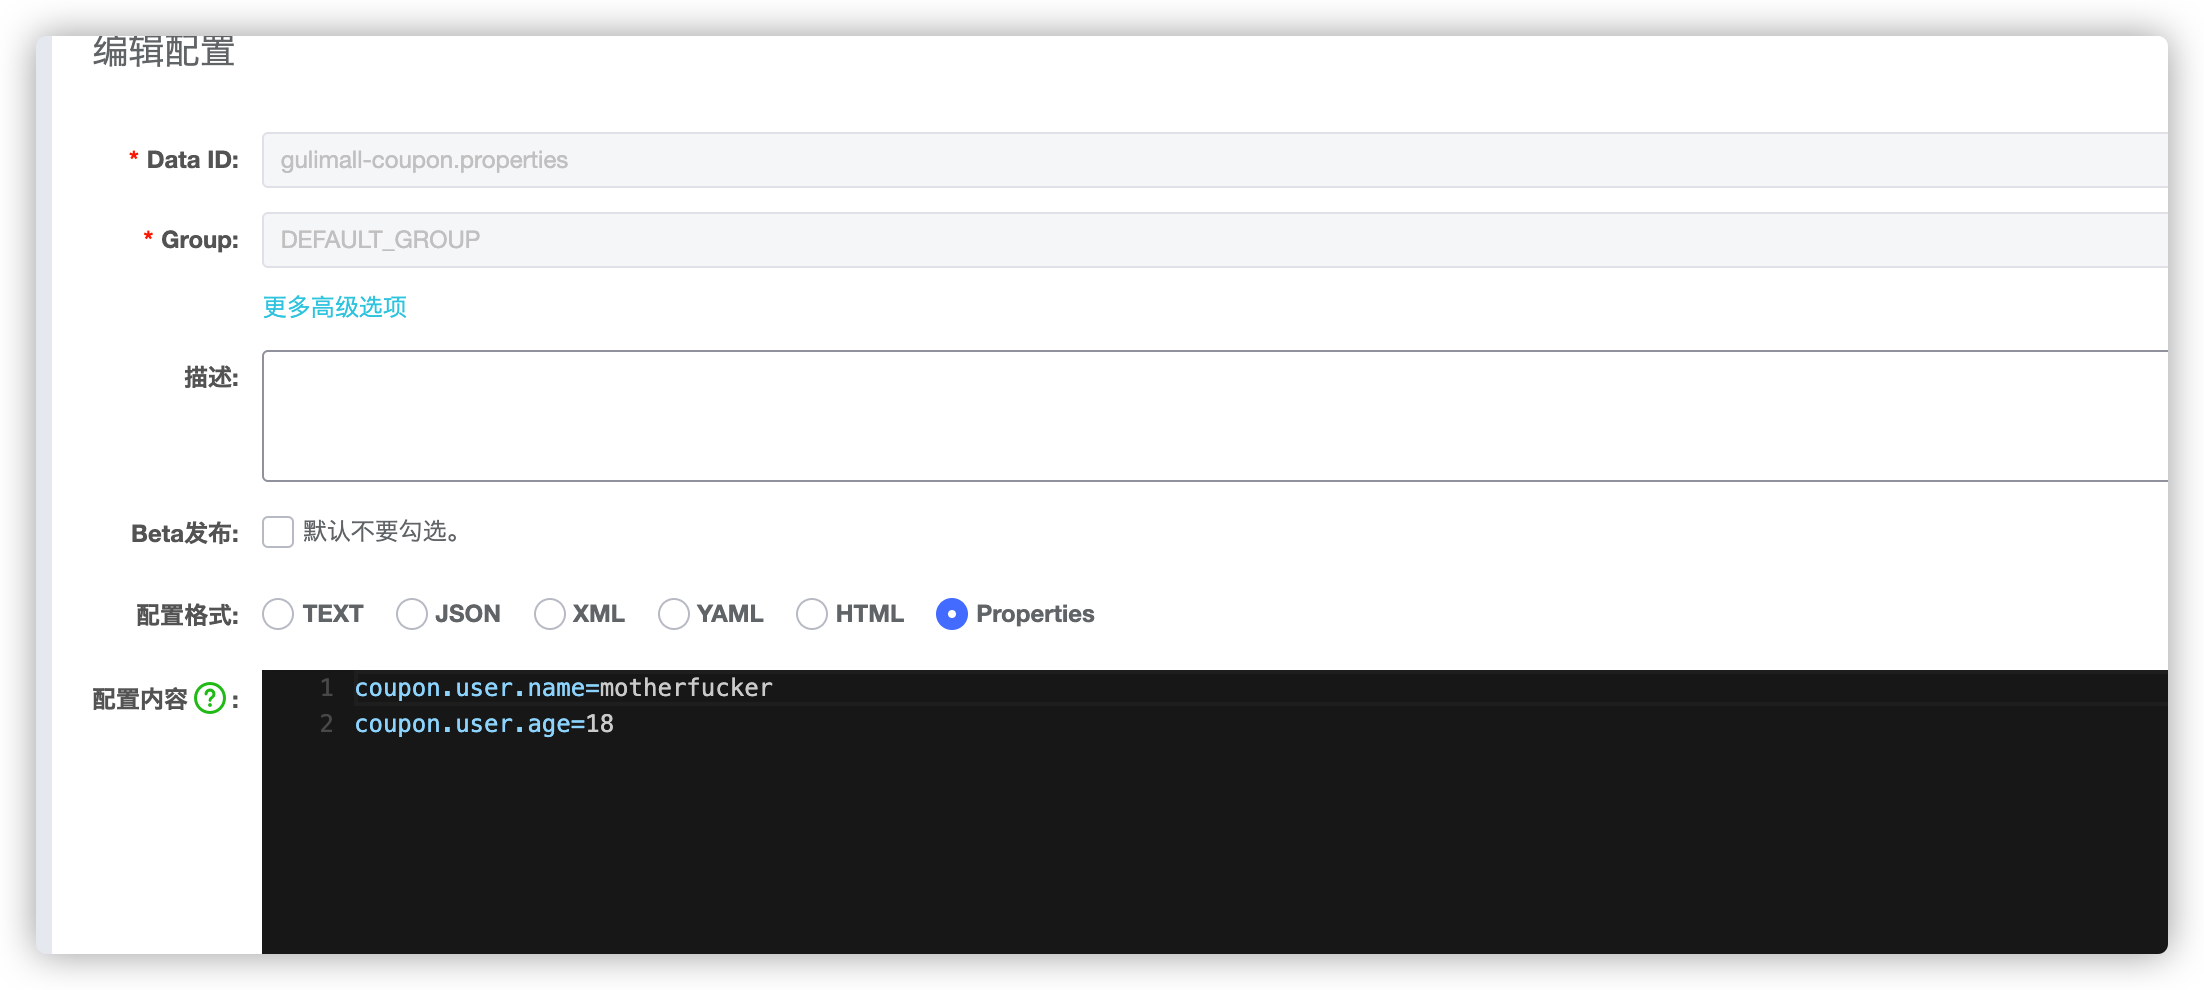 编辑配置
* Data ID: gulimall-coupon.properties
* Group: DEFAULT_GROUP
更多高级选项
描述:
Beta发布: 默认不要勾选。
配置格式: TEXT JSON XML YAML HTML Properties
配置内容 ? :
1 coupon.user.name=motherfucker
2 coupon.user.age=18